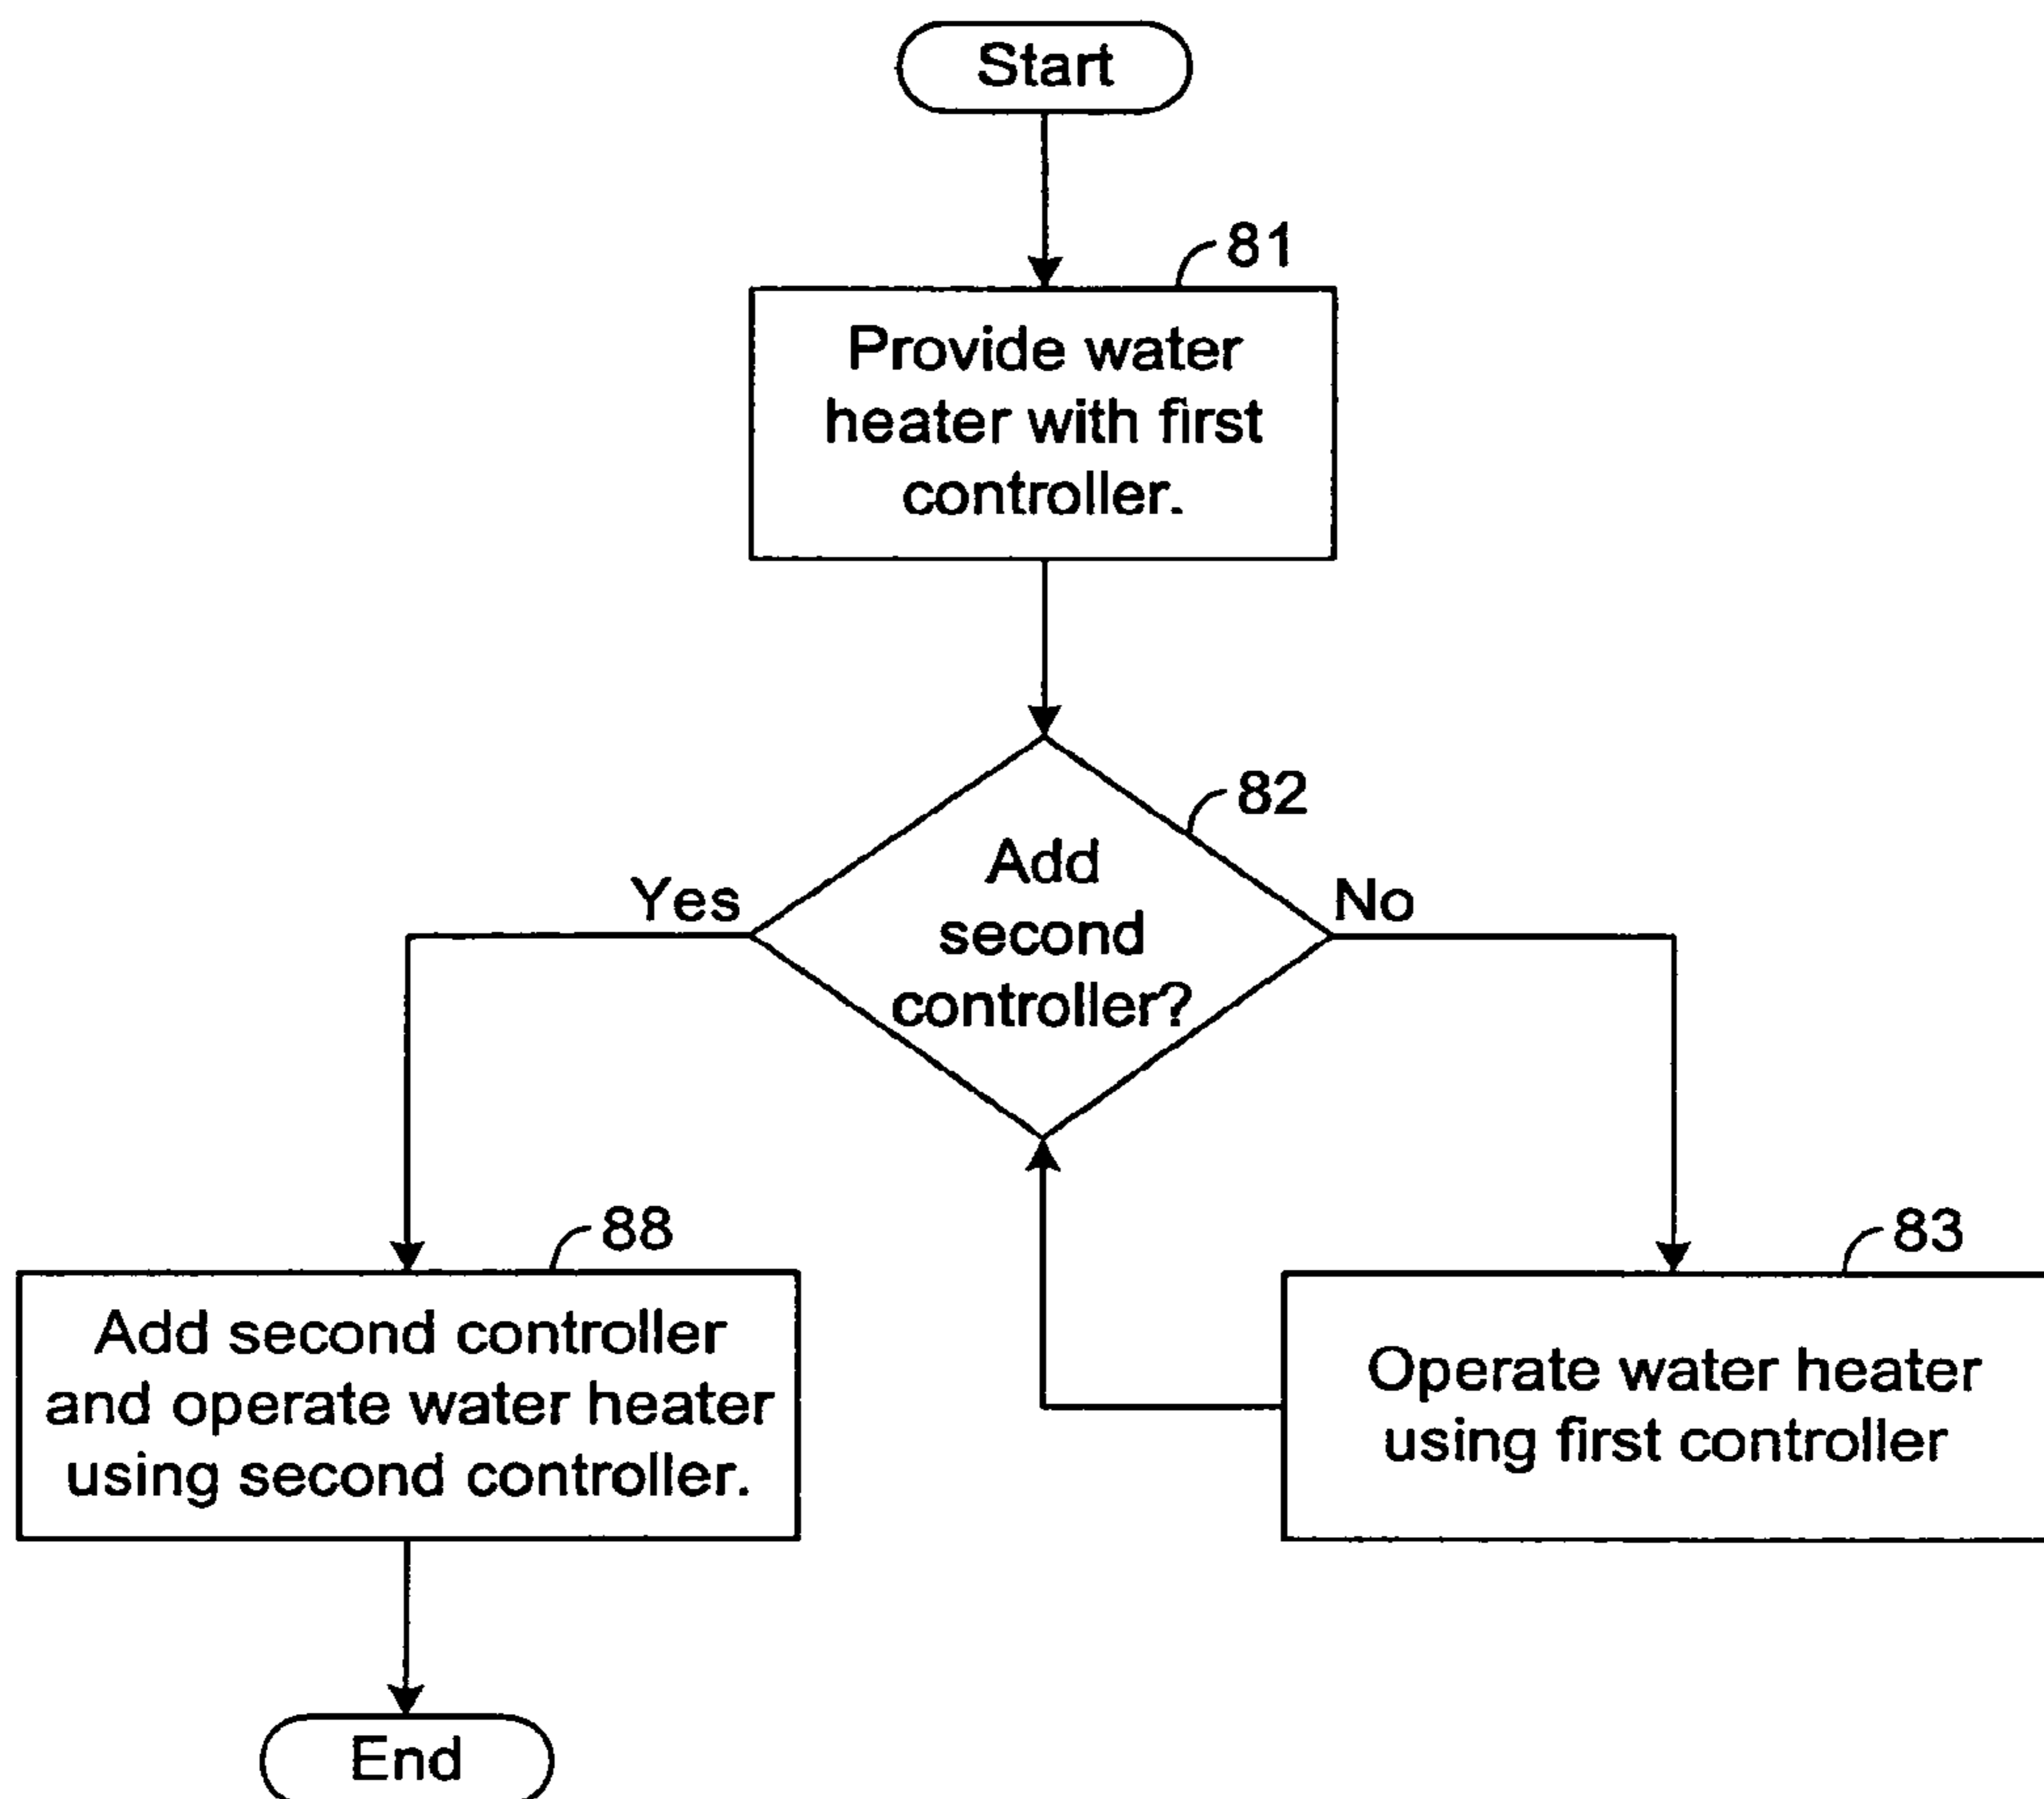 Start
81
Provide water
heater with first
controller.
82
Add
second
controller?
Yes
No
88
Add second controller
and operate water heater
using second controller.
83
Operate water heater
using first controller
End